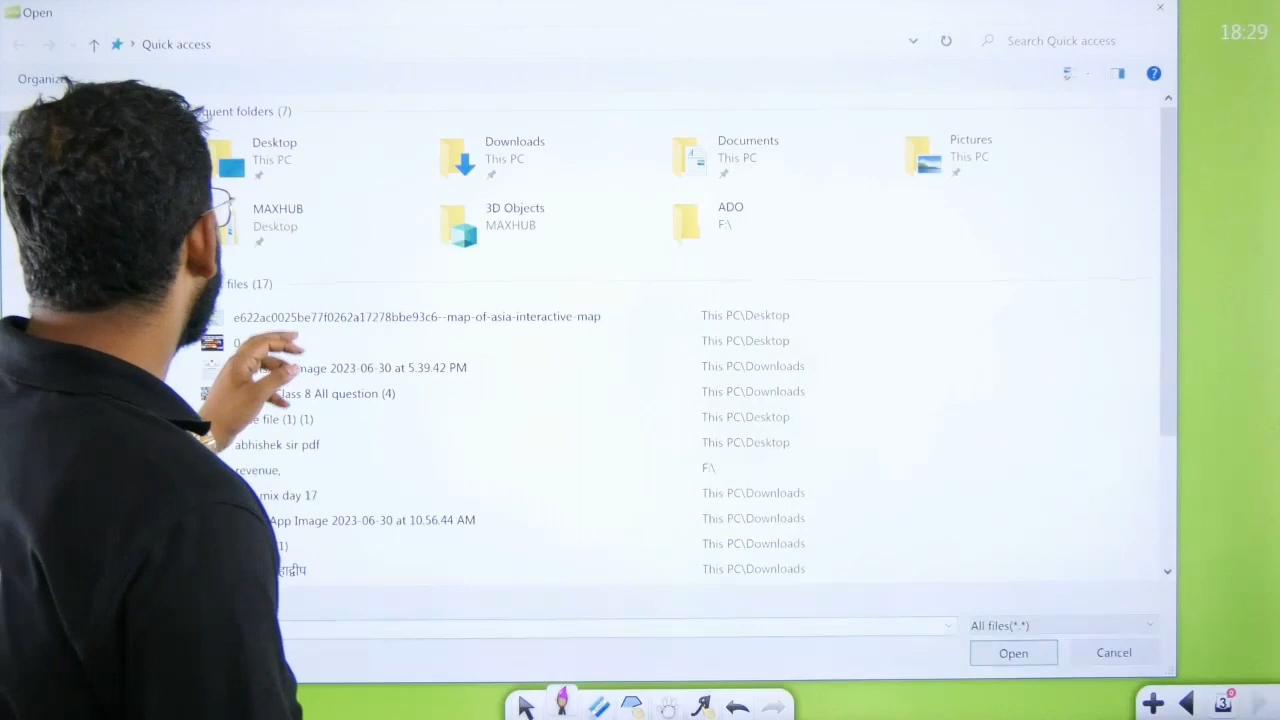 Open
18:29
Quick access
Search Quick access
Organiz
quent folders (7)
Desktop
This PC
Downloads
This PC
Documents
This PC
Pictures
This PC
MAXHUB
Desktop
3D Objects
MAXHUB
ADO
F:\
files (17)
e622ac0025be77f0262a17278bbe93c6--map-of-asia-interactive-map This PC\Desktop
0 This PC\Desktop
mage 2023-06-30 at 5.39.42 PM This PC\Downloads
Class 8 All question (4) This PC\Downloads
e file (1) (1) This PC\Desktop
abhishek sir pdf This PC\Desktop
revenue, F:\
mix day 17 This PC\Downloads
App Image 2023-06-30 at 10.56.44 AM This PC\Downloads
1) This PC\Downloads
हाद्वीप This PC\Downloads
All files(*.*)
Open Cancel
3